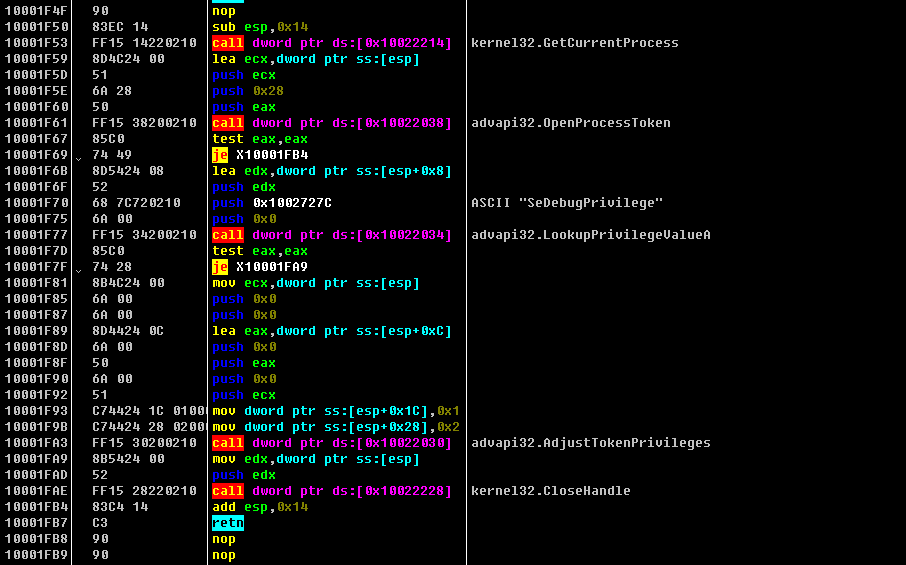 10001F4F 90 nop
10001F50 83EC 14 sub esp,0x14
10001F53 FF15 14220210 call dword ptr ds:[0x10022214] kernel32.GetCurrentProcess
10001F59 8D4C24 00 lea ecx,dword ptr ss:[esp]
10001F5D 51 push ecx
10001F5E 6A 28 push 0x28
10001F60 50 push eax
10001F61 FF15 38200210 call dword ptr ds:[0x10022038] advapi32.OpenProcessToken
10001F67 85C0 test eax,eax
10001F69 74 49 je X10001FB4
10001F6B 8D5424 08 lea edx,dword ptr ss:[esp+0x8]
10001F6F 52 push edx
10001F70 68 7C720210 push 0x1002727C ASCII "SeDebugPrivilege"
10001F75 6A 00 push 0x0
10001F77 FF15 34200210 call dword ptr ds:[0x10022034] advapi32.LookupPrivilegeValueA
10001F7D 85C0 test eax,eax
10001F7F 74 28 je X10001FA9
10001F81 8B4C24 00 mov ecx,dword ptr ss:[esp]
10001F85 6A 00 push 0x0
10001F87 6A 00 push 0x0
10001F89 8D4424 0C lea eax,dword ptr ss:[esp+0xC]
10001F8D 6A 00 push 0x0
10001F8F 50 push eax
10001F90 6A 00 push 0x0
10001F92 51 push ecx
10001F93 C74424 1C 0100 mov dword ptr ss:[esp+0x1C],0x1
10001F9B C74424 28 0200 mov dword ptr ss:[esp+0x28],0x2
10001FA3 FF15 30200210 call dword ptr ds:[0x10022030] advapi32.AdjustTokenPrivileges
10001FA9 8B5424 00 mov edx,dword ptr ss:[esp]
10001FAD 52 push edx
10001FAE FF15 28220210 call dword ptr ds:[0x10022228] kernel32.CloseHandle
10001FB4 83C4 14 add esp,0x14
10001FB7 C3 retn
10001FB8 90 nop
10001FB9 90 nop